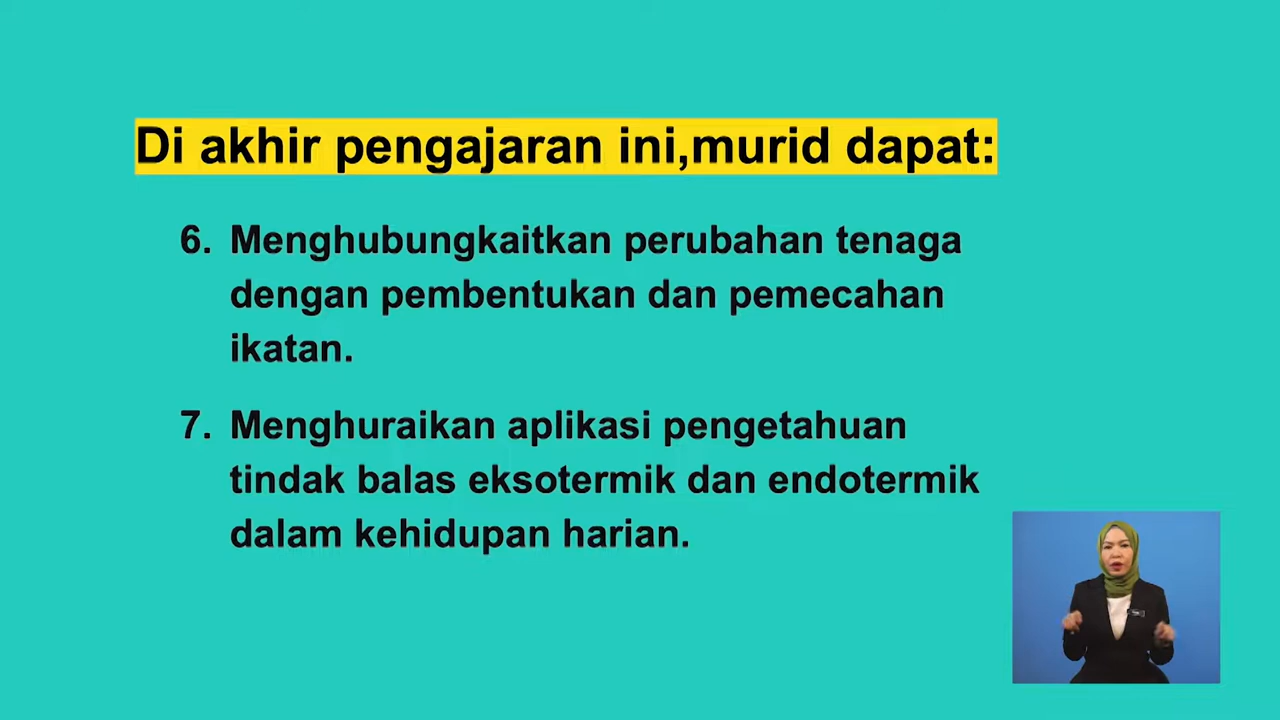 Di akhir pengajaran ini,murid dapat:
6. Menghubungkaitkan perubahan tenaga
dengan pembentukan dan pemecahan
ikatan.
7. Menghuraikan aplikasi pengetahuan
tindak balas eksotermik dan endotermik
dalam kehidupan harian.